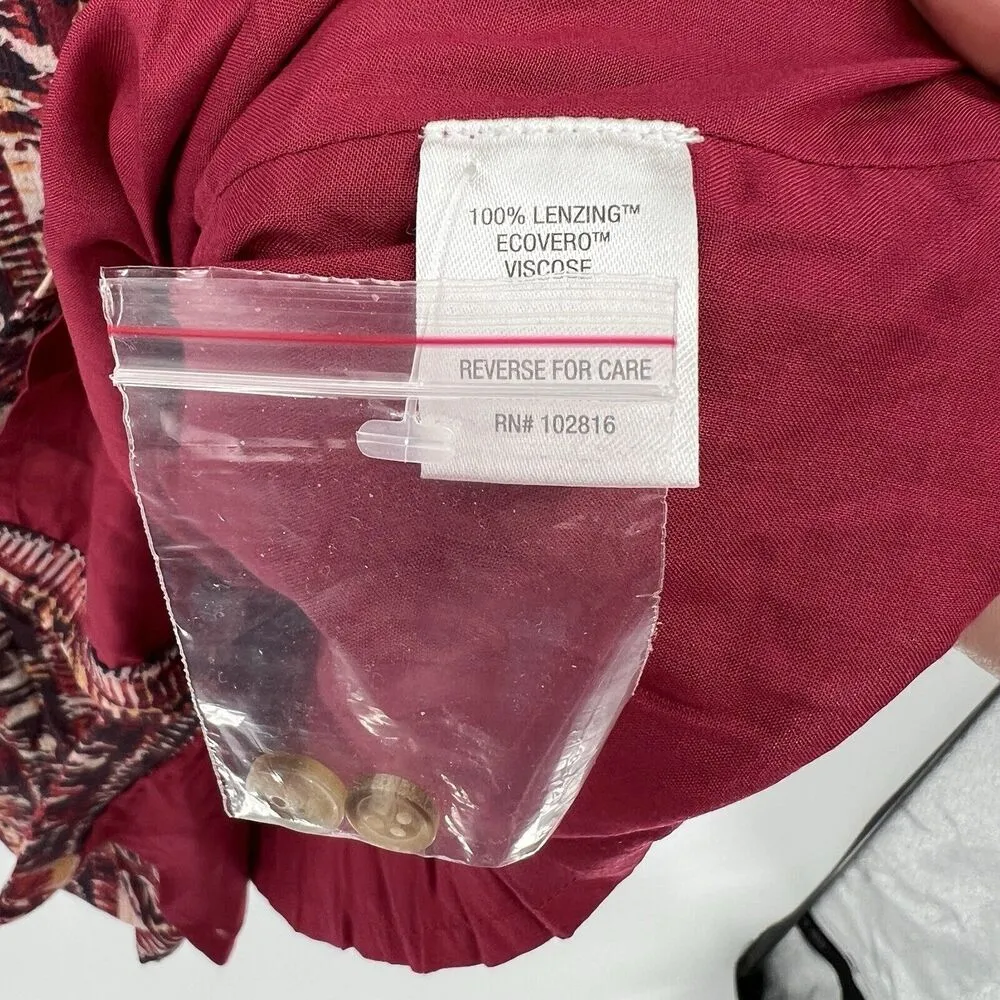 100% LENZING™
ECOVERO™
VISCOSE
REVERSE FOR CARE
RN# 102816